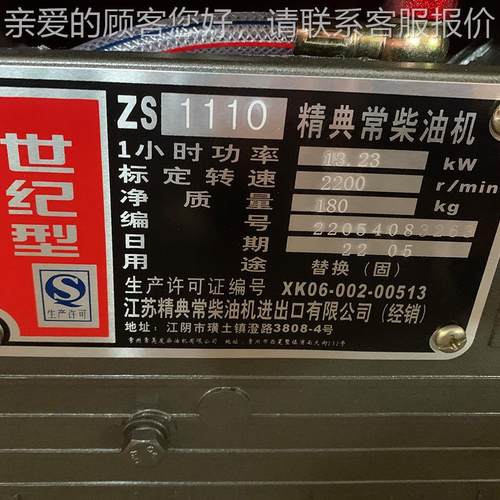 亲爱的顾客您好，请联系客服报价
世纪型
生产许可
ZS 1110 精典常柴油机
1小时功率 13.23 kW
标定转速 2200 r/min
净质量 180 kg
编号 22054083263
日期 22 05
用途 替换（固）
生产许可证编号 XK06-002-00513
江苏精典常柴油机进出口有限公司（经销）
地址：江阴市璜土镇澄路3808-4号